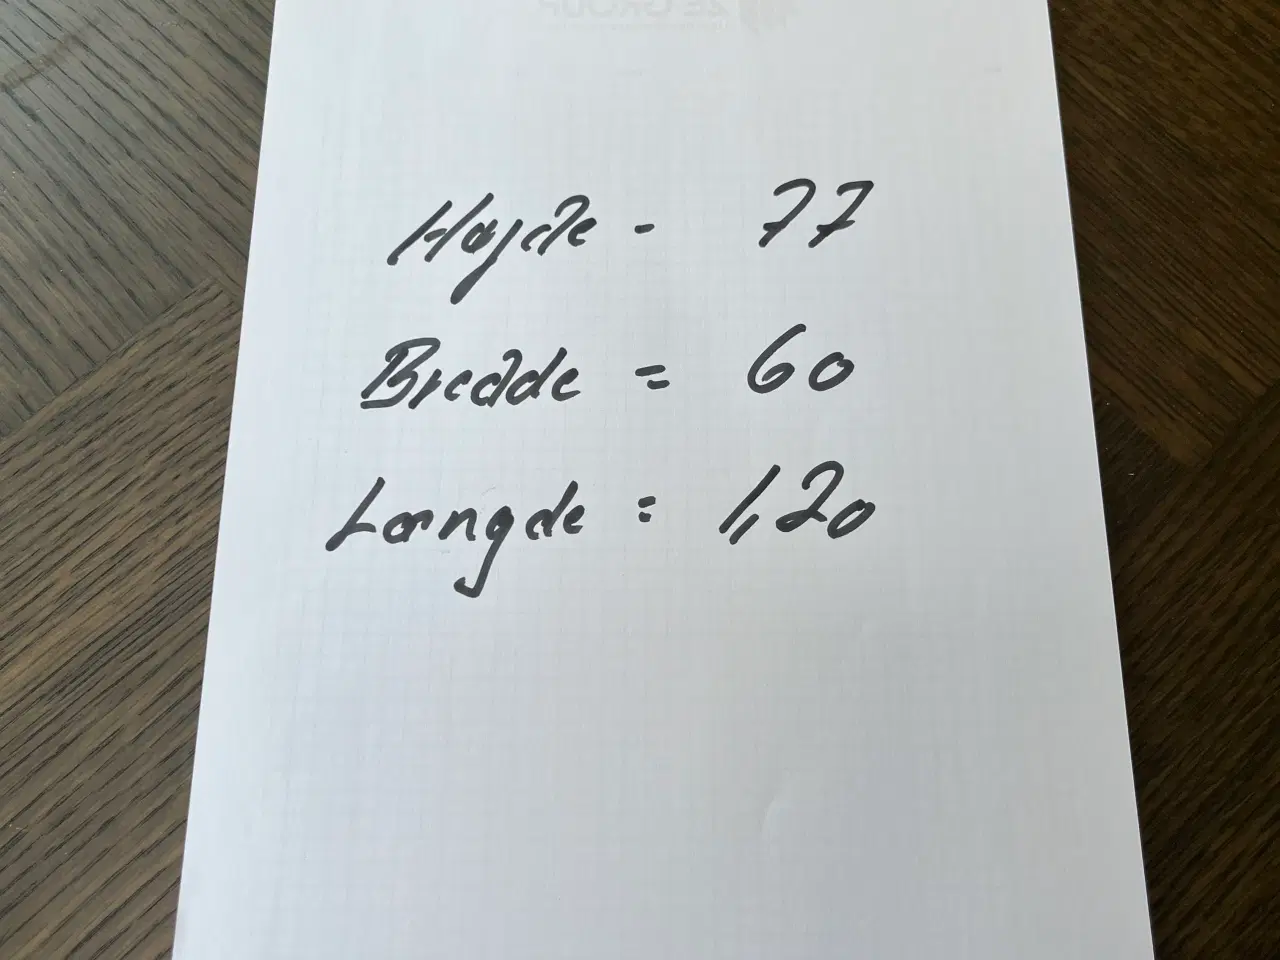 Højde - 77
Bredde = 60
Længde = 1,20